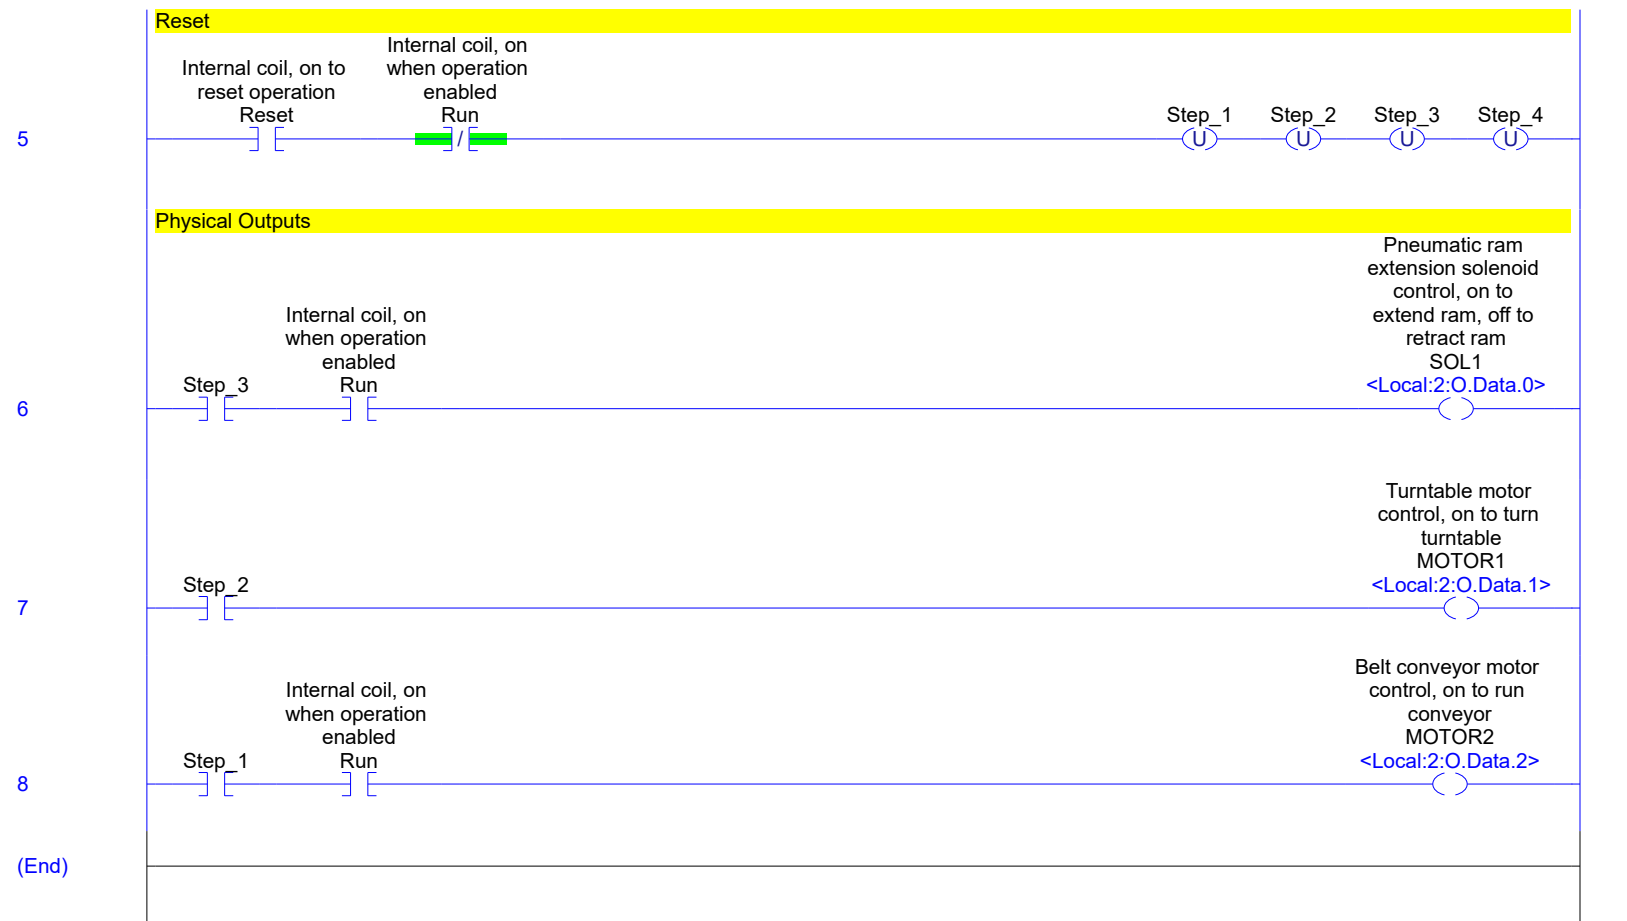 Reset
Internal coil, on to
reset operation
Reset
Internal coil, on
when operation
enabled
Run
/
Step_1
U
Step_2
U
Step_3
U
Step_4
U
5
Physical Outputs
6
Step_3
Internal coil, on
when operation
enabled
Run
Pneumatic ram
extension solenoid
control, on to
extend ram, off to
retract ram
SOL1
<Local:2:O.Data.0>
7
Step_2
Turntable motor
control, on to turn
turntable
MOTOR1
<Local:2:O.Data.1>
8
Step_1
Internal coil, on
when operation
enabled
Run
Belt conveyor motor
control, on to run
conveyor
MOTOR2
<Local:2:O.Data.2>
(End)